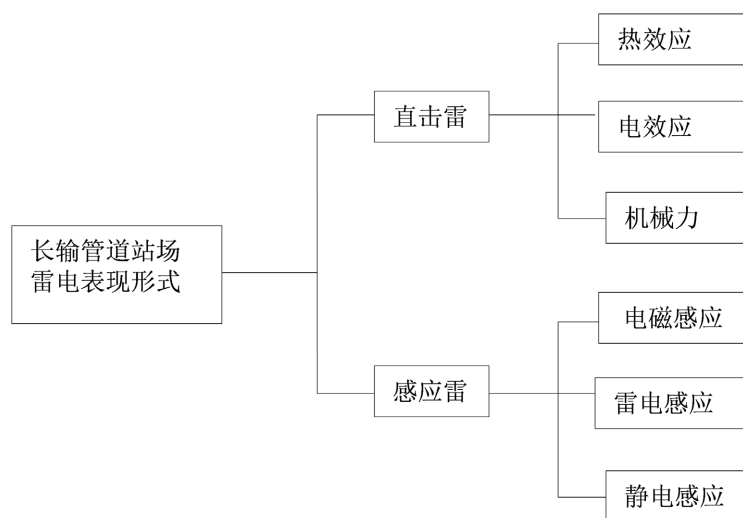 热效应
直击雷
电效应
机械力
长输管道站场
雷电表现形式
电磁感应
感应雷
雷电感应
静电感应